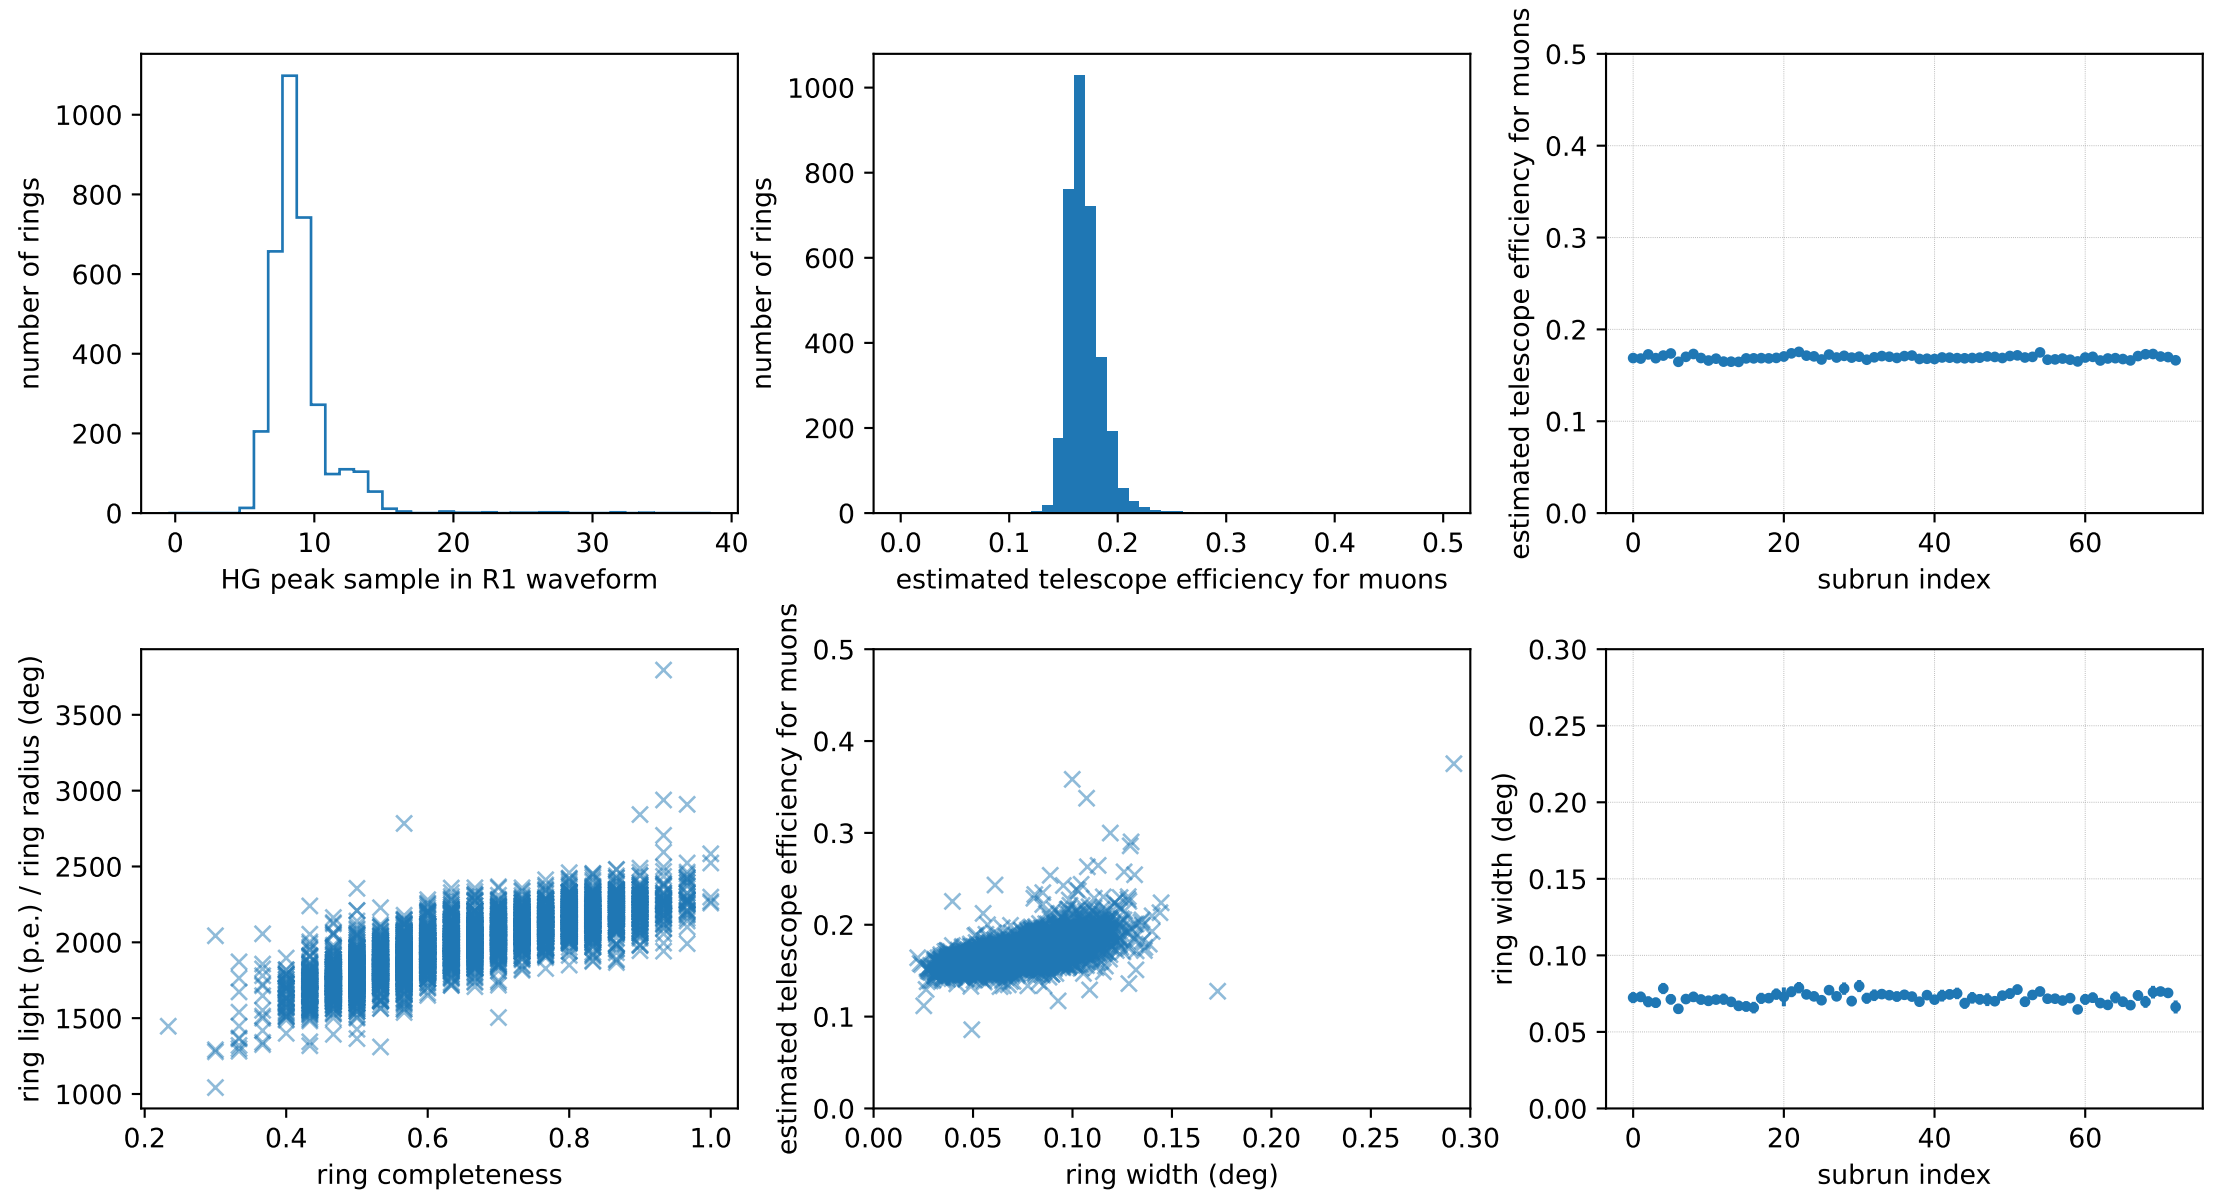 number of rings
1000
800
600
400
200
0
0 10 20 30 40
HG peak sample in R1 waveform
number of rings
1000
800
600
400
200
0
0.0 0.1 0.2 0.3 0.4 0.5
estimated telescope efficiency for muons
estimated telescope efficiency for muons
0.5
0.4
0.3
0.2
0.1
0.0
0 20 40 60
subrun index
ring light (p.e.) / ring radius (deg)
3500
3000
2500
2000
1500
1000
0.2 0.4 0.6 0.8 1.0
ring completeness
estimated telescope efficiency for muons
0.5
0.4
0.3
0.2
0.1
0.0
0.00 0.05 0.10 0.15 0.20 0.25 0.30
ring width (deg)
ring width (deg)
0.30
0.25
0.20
0.15
0.10
0.05
0.00
0 20 40 60
subrun index